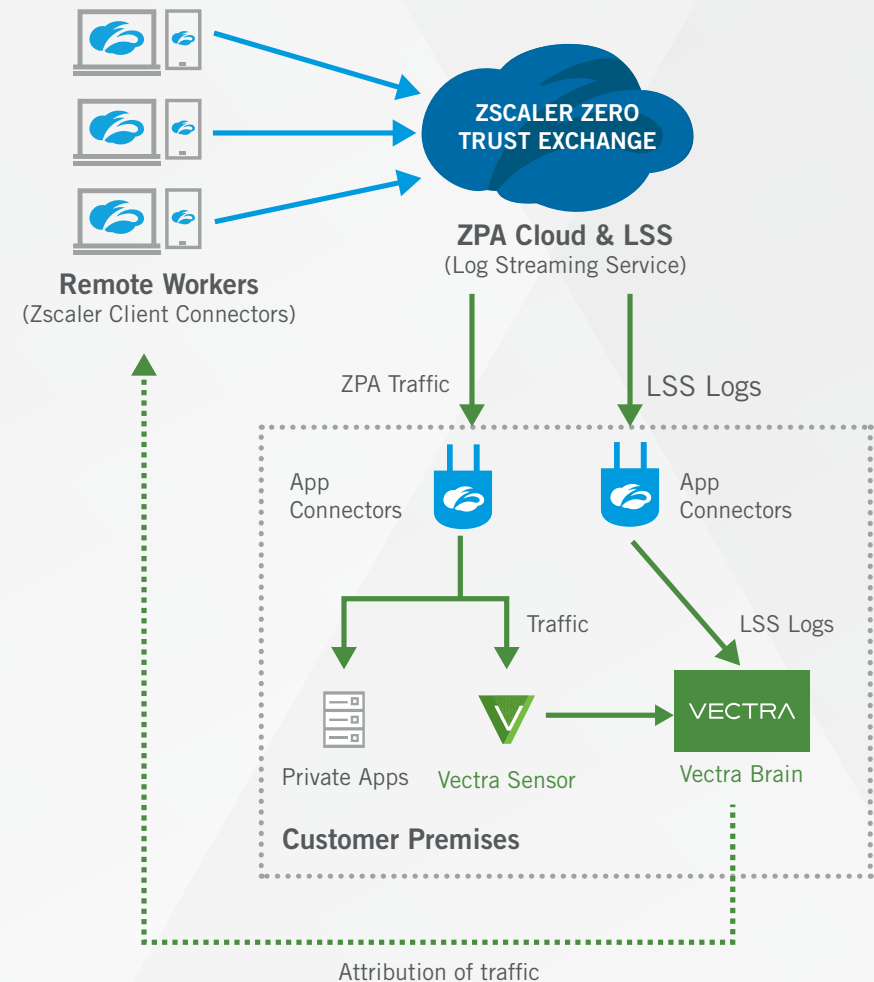 ZSCALER ZERO
TRUST EXCHANGE
ZPA Cloud & LSS
(Log Streaming Service)
Remote Workers
(Zscaler Client Connectors)
ZPA Traffic
LSS Logs
App
Connectors
App
Connectors
Traffic
LSS Logs
VECTRA
Private Apps
Vectra Sensor
Vectra Brain
Customer Premises
Attribution of traffic